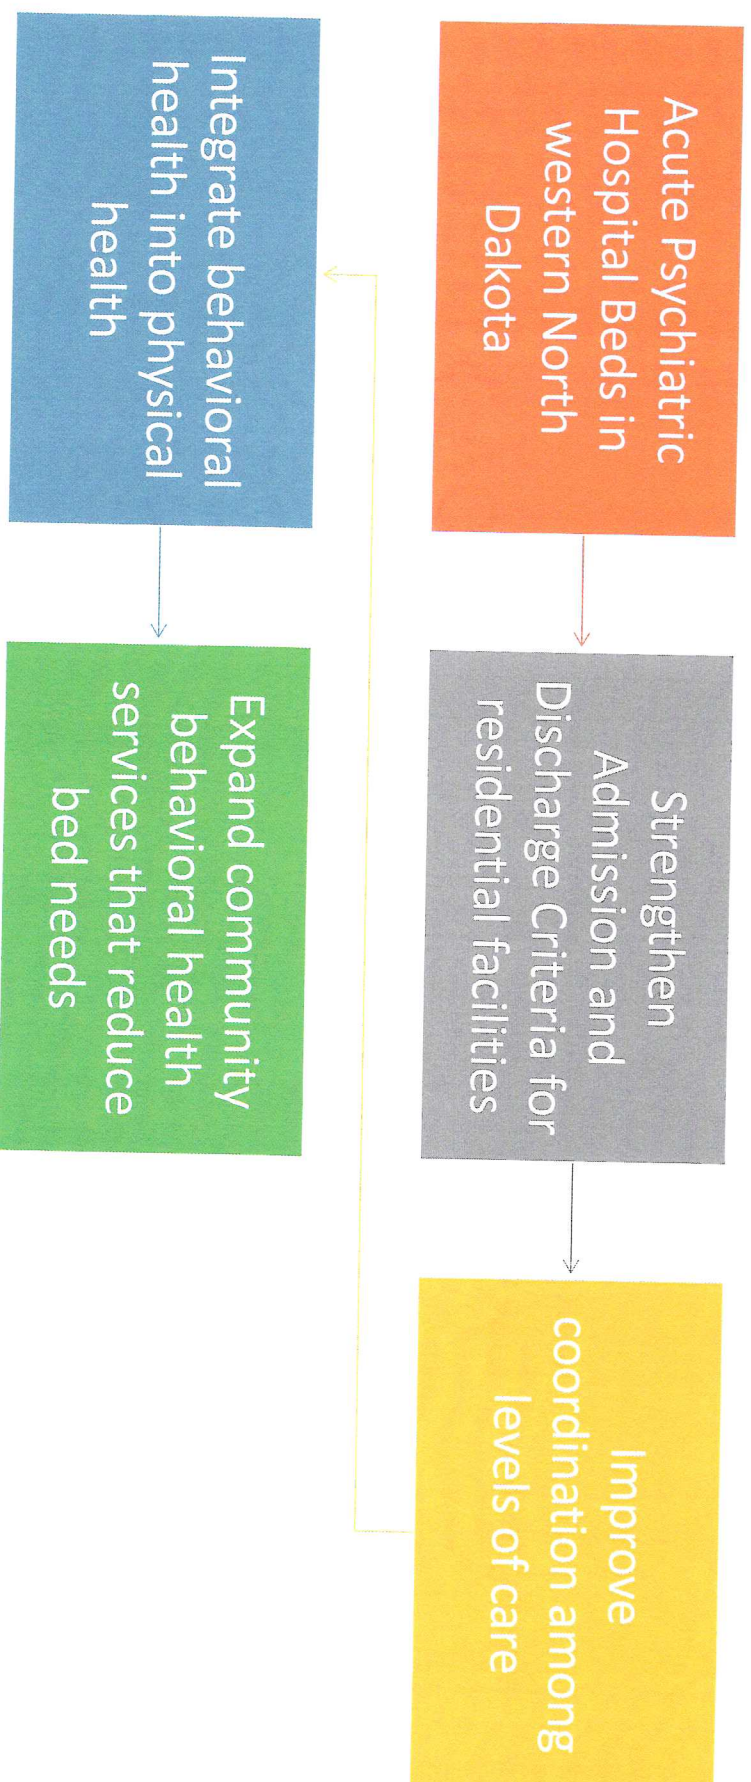 Acute Psychiatric
Hospital Beds in
western North
Dakota
Strengthen
Admission and
Discharge Criteria for
residential facilities
Improve
coordination among
levels of care
Integrate behavioral
health into physical
health
Expand community
behavioral health
services that reduce
bed needs